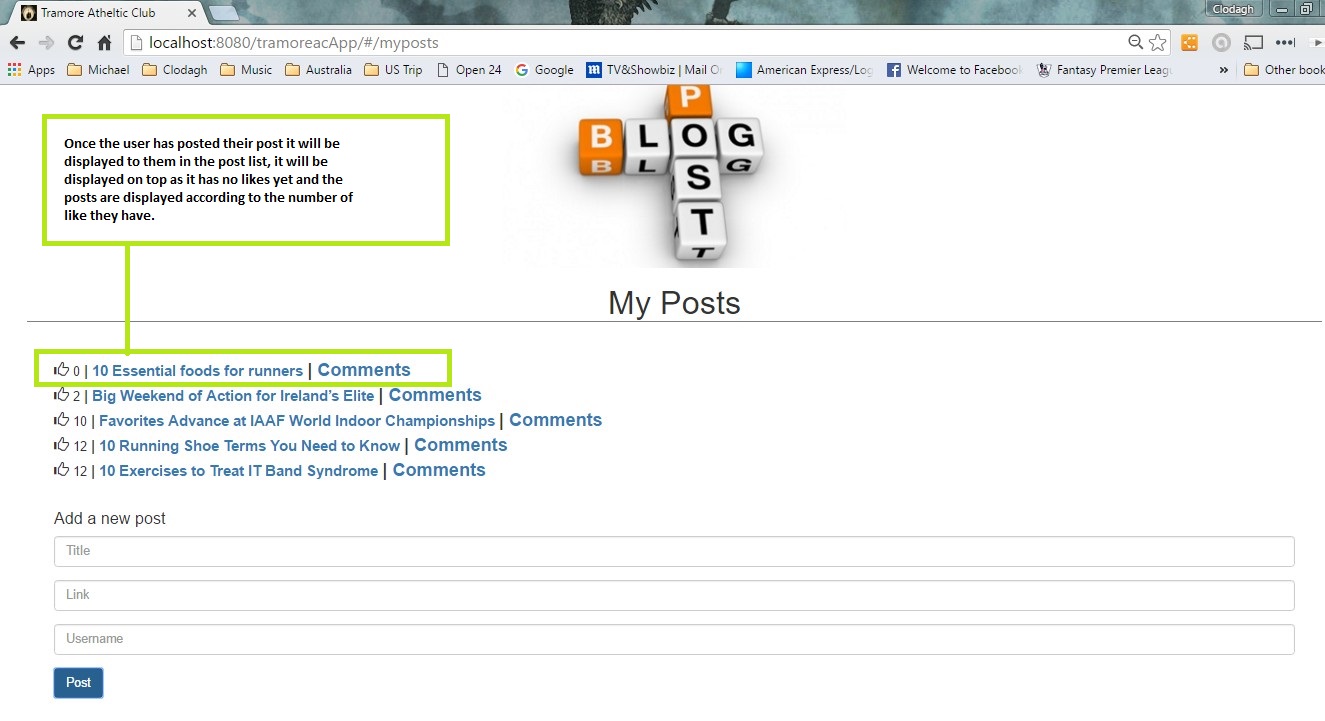 Tramore Atheltic Club
Clodagh
localhost:8080/tramoreacApp/#/myposts
Apps Michael Clodagh Music Australia US Trip Open 24 Google TV&Showbiz | Mail Or American Express/Log Welcome to Facebook Fantasy Premier Leagu » Other book
Once the user has posted their post it will be
displayed to them in the post list, it will be
displayed on top as it has no likes yet and the
posts are displayed according to the number of
like they have.
P
BLOG
S
T
My Posts
0 | 10 Essential foods for runners | Comments
2 | Big Weekend of Action for Ireland's Elite | Comments
10 | Favorites Advance at IAAF World Indoor Championships | Comments
12 | 10 Running Shoe Terms You Need to Know | Comments
12 | 10 Exercises to Treat IT Band Syndrome | Comments
Add a new post
Title
Link
Username
Post